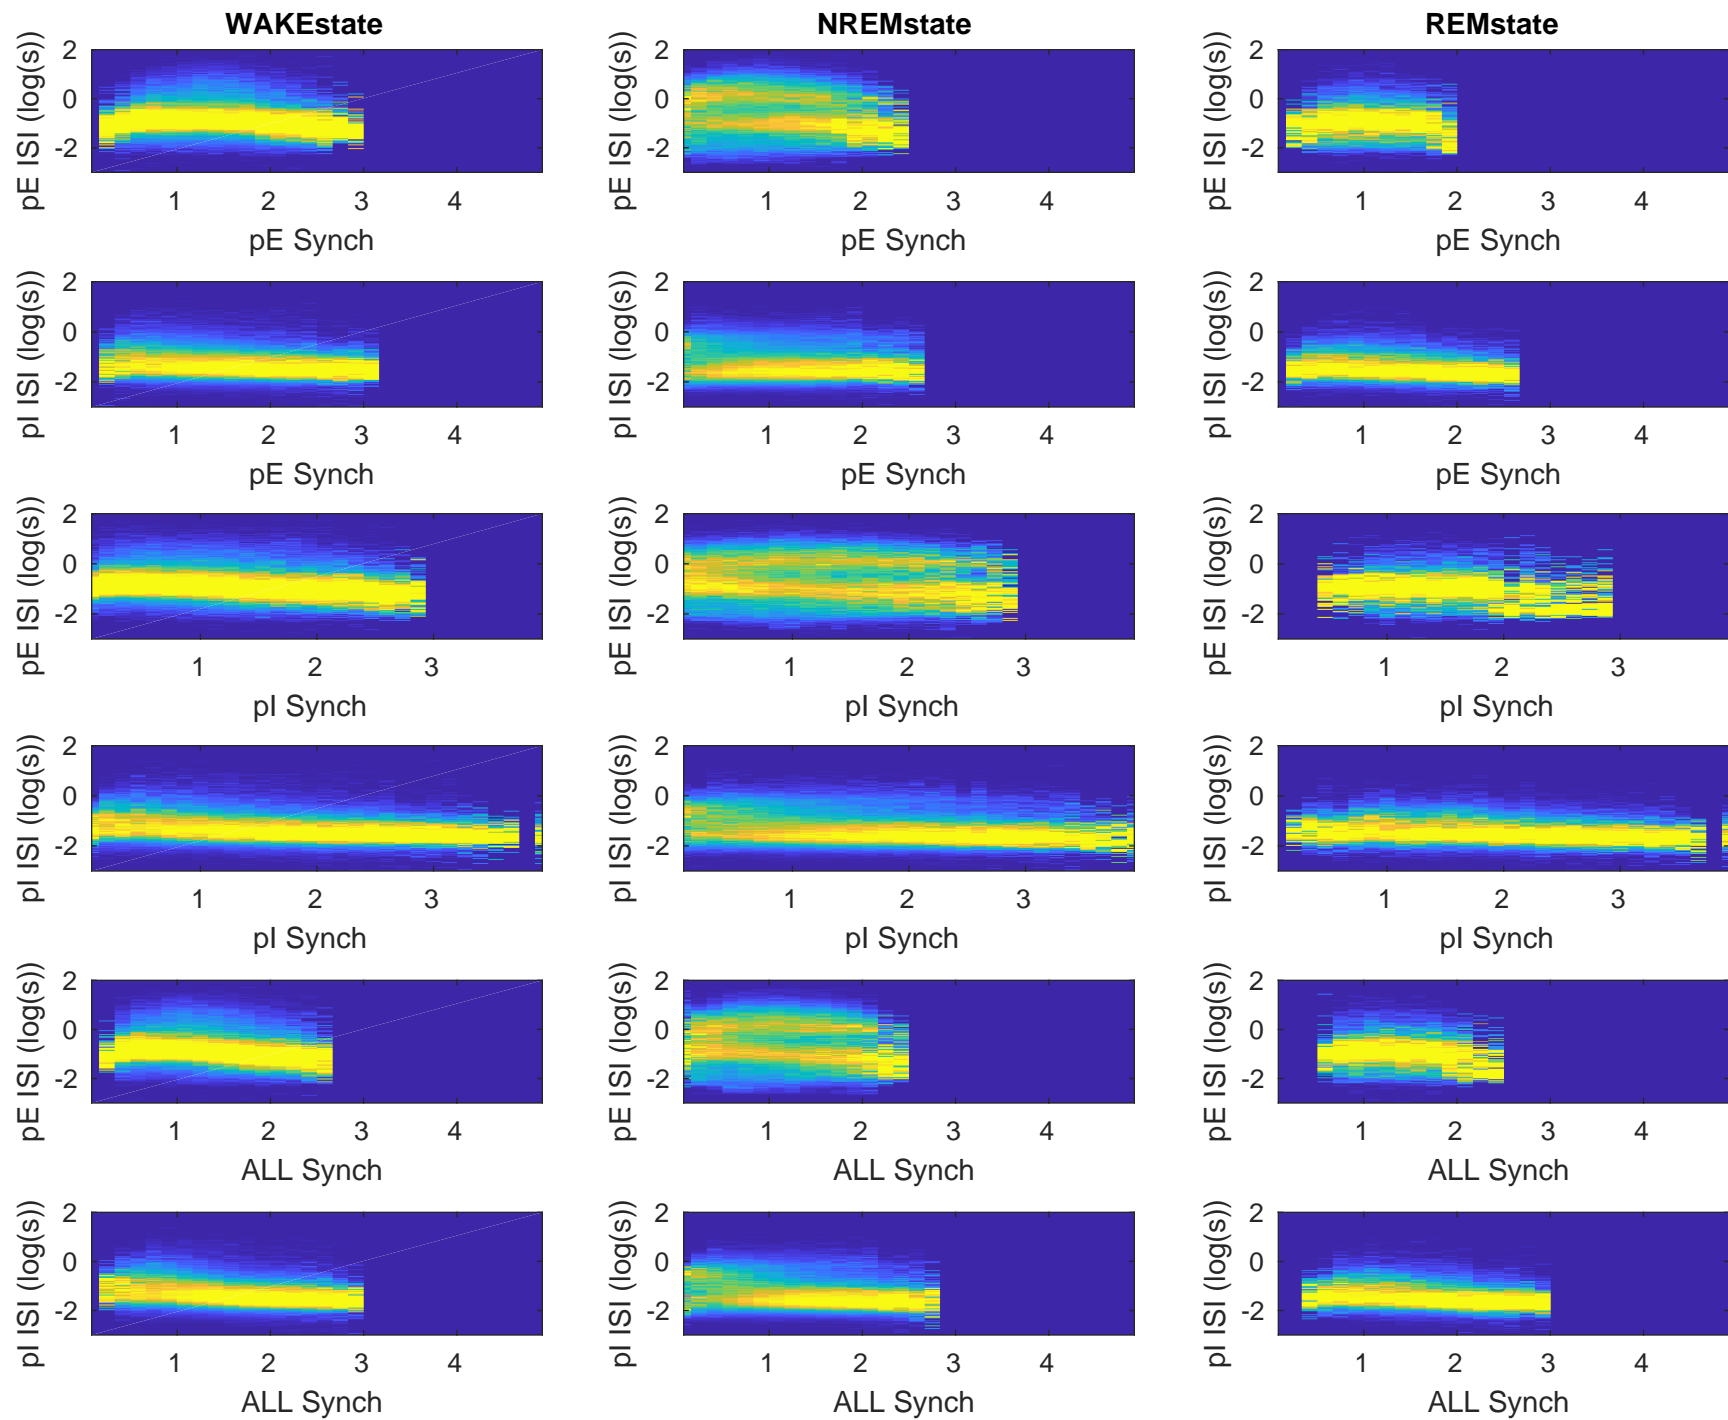 WAKEstate NREMstate REMstate
pE ISI (log(s)) 2 0 -2 pE ISI (log(s)) 2 0 -2 pE ISI (log(s)) 2 0 -2
1 2 3 4 1 2 3 4 1 2 3 4
pE Synch pE Synch pE Synch
pI ISI (log(s)) 2 0 -2 pI ISI (log(s)) 2 0 -2 pI ISI (log(s)) 2 0 -2
1 2 3 4 1 2 3 4 1 2 3 4
pE Synch pE Synch pE Synch
pE ISI (log(s)) 2 0 -2 pE ISI (log(s)) 2 0 -2 pE ISI (log(s)) 2 0 -2
1 2 3 1 2 3 1 2 3
pI Synch pI Synch pI Synch
pI ISI (log(s)) 2 0 -2 pI ISI (log(s)) 2 0 -2 pI ISI (log(s)) 2 0 -2
1 2 3 1 2 3 1 2 3
pI Synch pI Synch pI Synch
pE ISI (log(s)) 2 0 -2 pE ISI (log(s)) 2 0 -2 pE ISI (log(s)) 2 0 -2
1 2 3 4 1 2 3 4 1 2 3 4
ALL Synch ALL Synch ALL Synch
pI ISI (log(s)) 2 0 -2 pI ISI (log(s)) 2 0 -2 pI ISI (log(s)) 2 0 -2
1 2 3 4 1 2 3 4 1 2 3 4
ALL Synch ALL Synch ALL Synch